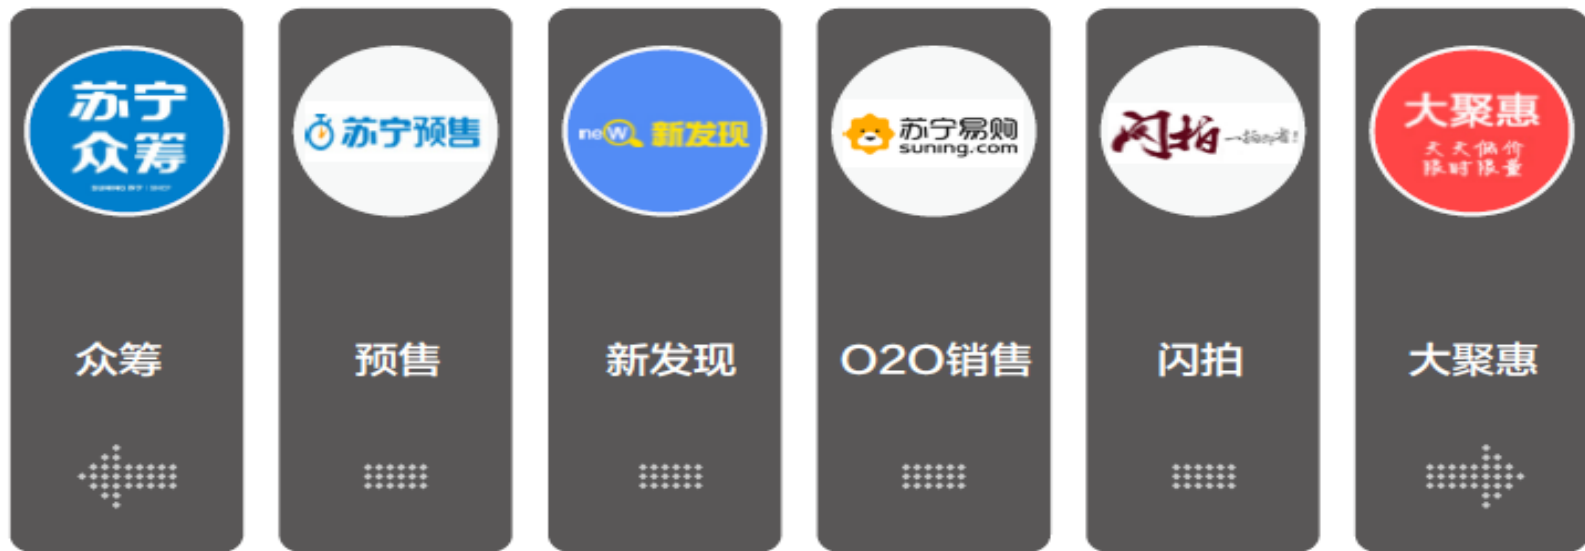 苏宁
众筹
苏宁预售
new 新发现
苏宁易购
suning.com
闪拍
大聚惠
天天低价
限时限量
众筹
预售
新发现
O2O销售
闪拍
大聚惠